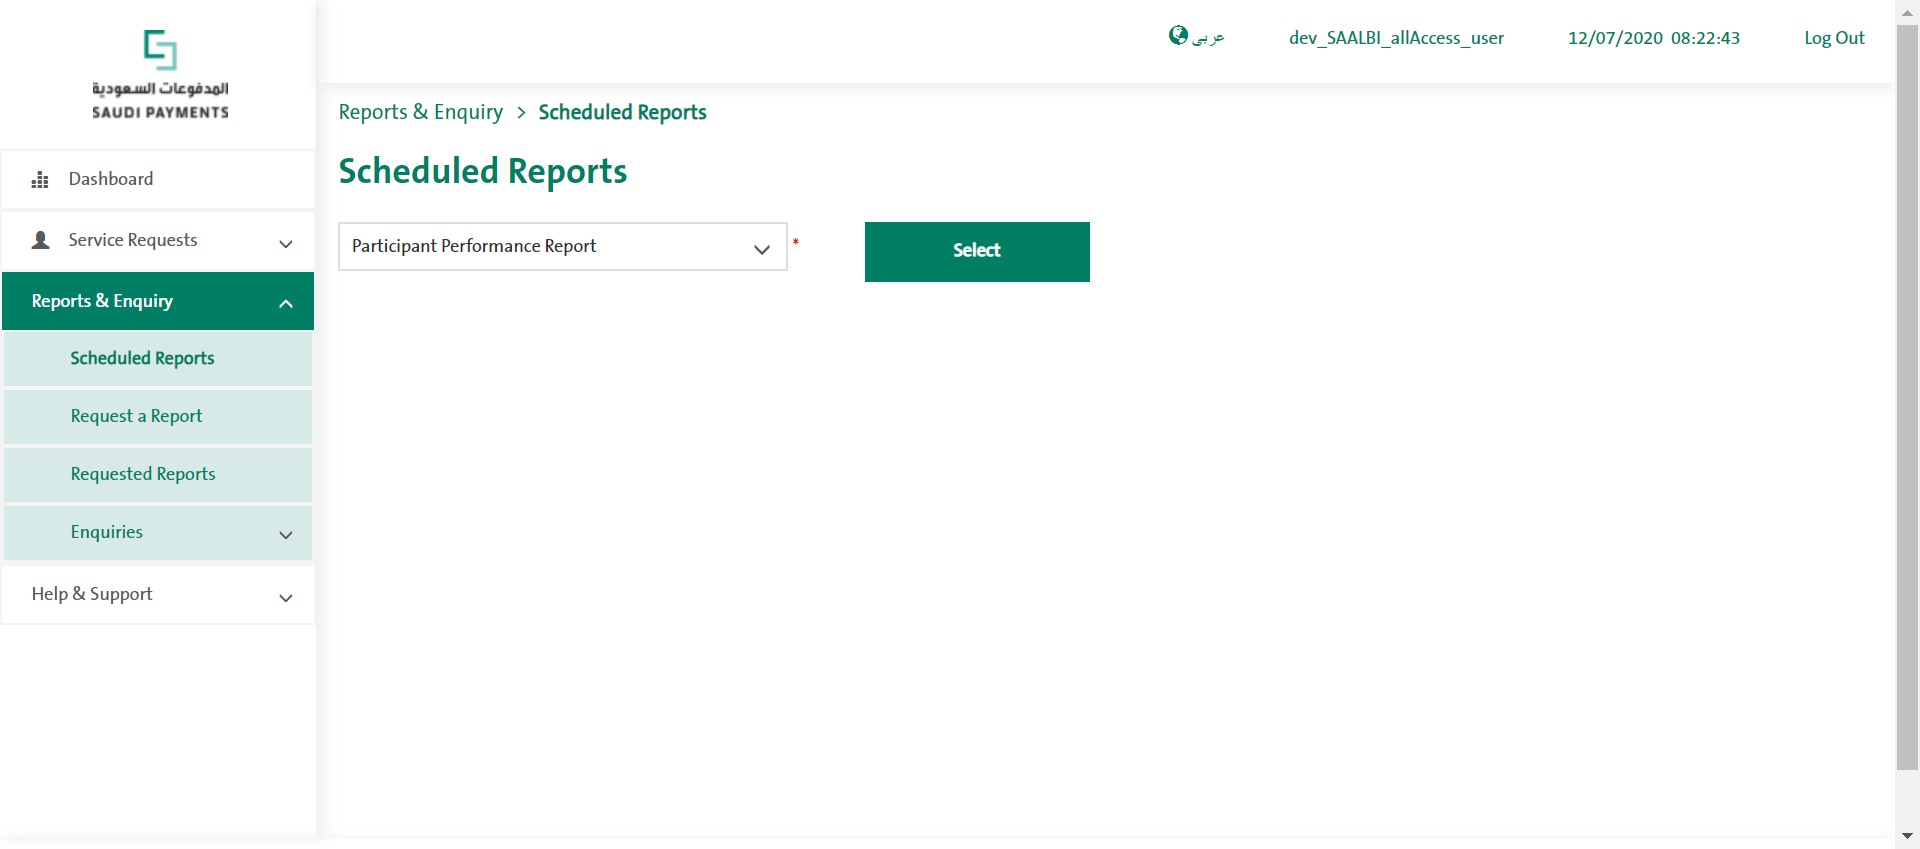 المدفوعات السعودية
SAUDI PAYMENTS
عربى
dev_SAALBI_allAccess_user
12/07/2020 08:22:43
Log Out
Dashboard
Service Requests
Reports & Enquiry
Scheduled Reports
Request a Report
Requested Reports
Enquiries
Help & Support
Reports & Enquiry > Scheduled Reports
Scheduled Reports
Participant Performance Report *
Select